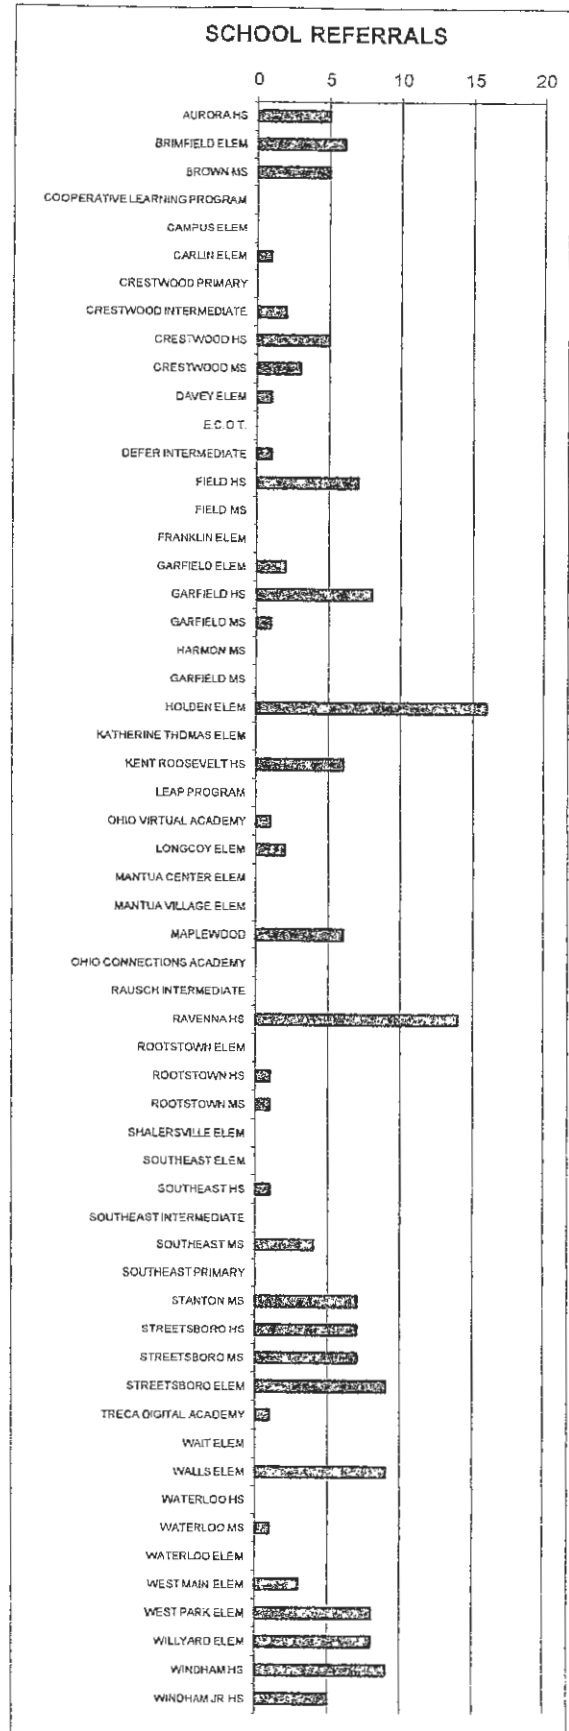 SCHOOL REFERRALS
0 5 10 15 20
AURORA HS
BRIMFIELD ELEM
BROWN MS
COOPERATIVE LEARNING PROGRAM
CAMPUS ELEM
CARLIN ELEM
CRESTWOOD PRIMARY
CRESTWOOD INTERMEDIATE
CRESTWOOD HS
CRESTWOOD MS
DAVEY ELEM
E.C.O.T.
DEFER INTERMEDIATE
FIELD HS
FIELD MS
FRANKLIN ELEM
GARFIELD ELEM
GARFIELD HS
GARFIELD MS
HARMON MS
GARFIELD MS
HOLDEN ELEM
KATHERINE THOMAS ELEM
KENT ROOSEVELT HS
LEAP PROGRAM
OHIO VIRTUAL ACADEMY
LONGCOY ELEM
MANTUA CENTER ELEM
MANTUA VILLAGE ELEM
MAPLEWOOD
OHIO CONNECTIONS ACADEMY
RAUSCH INTERMEDIATE
RAVENNA HS
ROOTSTOWN ELEM
ROOTSTOWN HS
ROOTSTOWN MS
SHALERSVILLE ELEM
SOUTHEAST ELEM
SOUTHEAST HS
SOUTHEAST INTERMEDIATE
SOUTHEAST MS
SOUTHEAST PRIMARY
STANTON MS
STREETSBORO HS
STREETSBORO MS
STREETSBORO ELEM
TRECA DIGITAL ACADEMY
WAIT ELEM
WALLS ELEM
WATERLOO HS
WATERLOO MS
WATERLOO ELEM
WEST MAIN ELEM
WEST PARK ELEM
WILLYARD ELEM
WINDHAM HS
WINDHAM JR HS